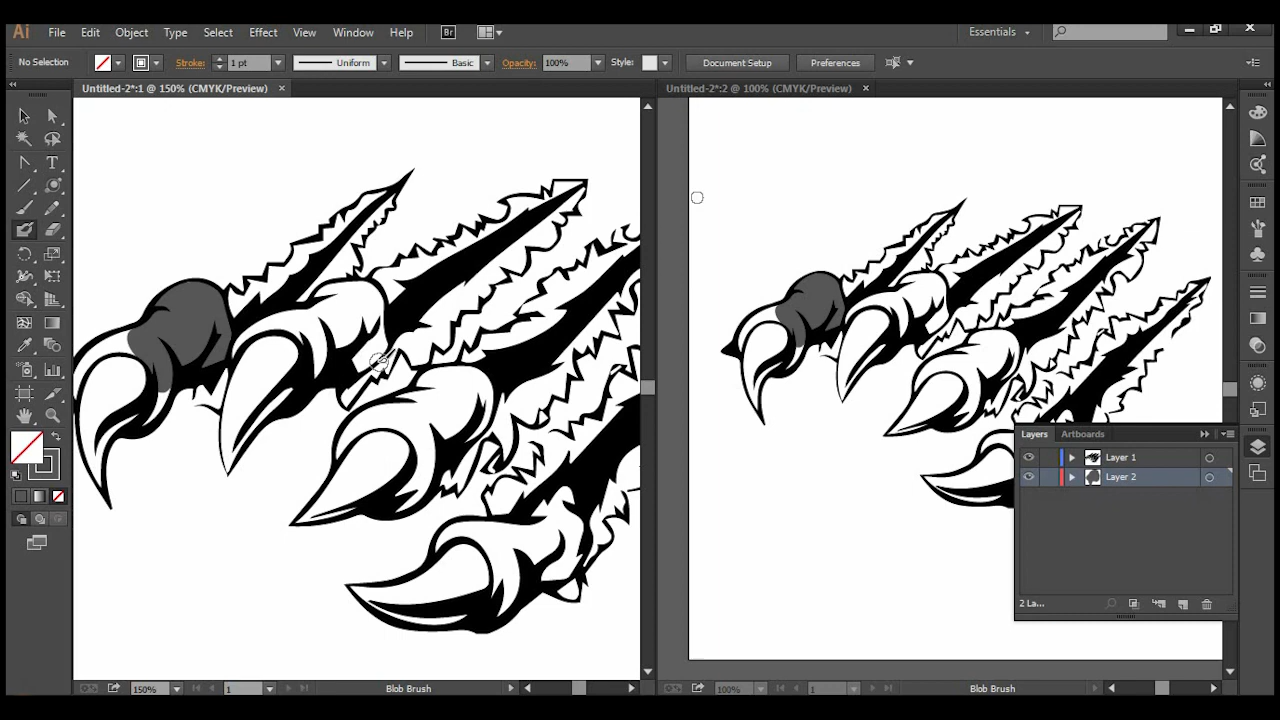 Ai File Edit Object Type Select Effect View Window Help Br Essentials
No Selection Stroke: 1 pt Uniform Basic Opacity: 100% Style: Document Setup Preferences
Untitled-2*:1 @ 150% (CMYK/Preview) × Untitled-2*:2 @ 100% (CMYK/Preview) ×
T
Layers Artboards
Layer 1
Layer 2
2 La...
150% 1 Blob Brush 100% 1 Blob Brush